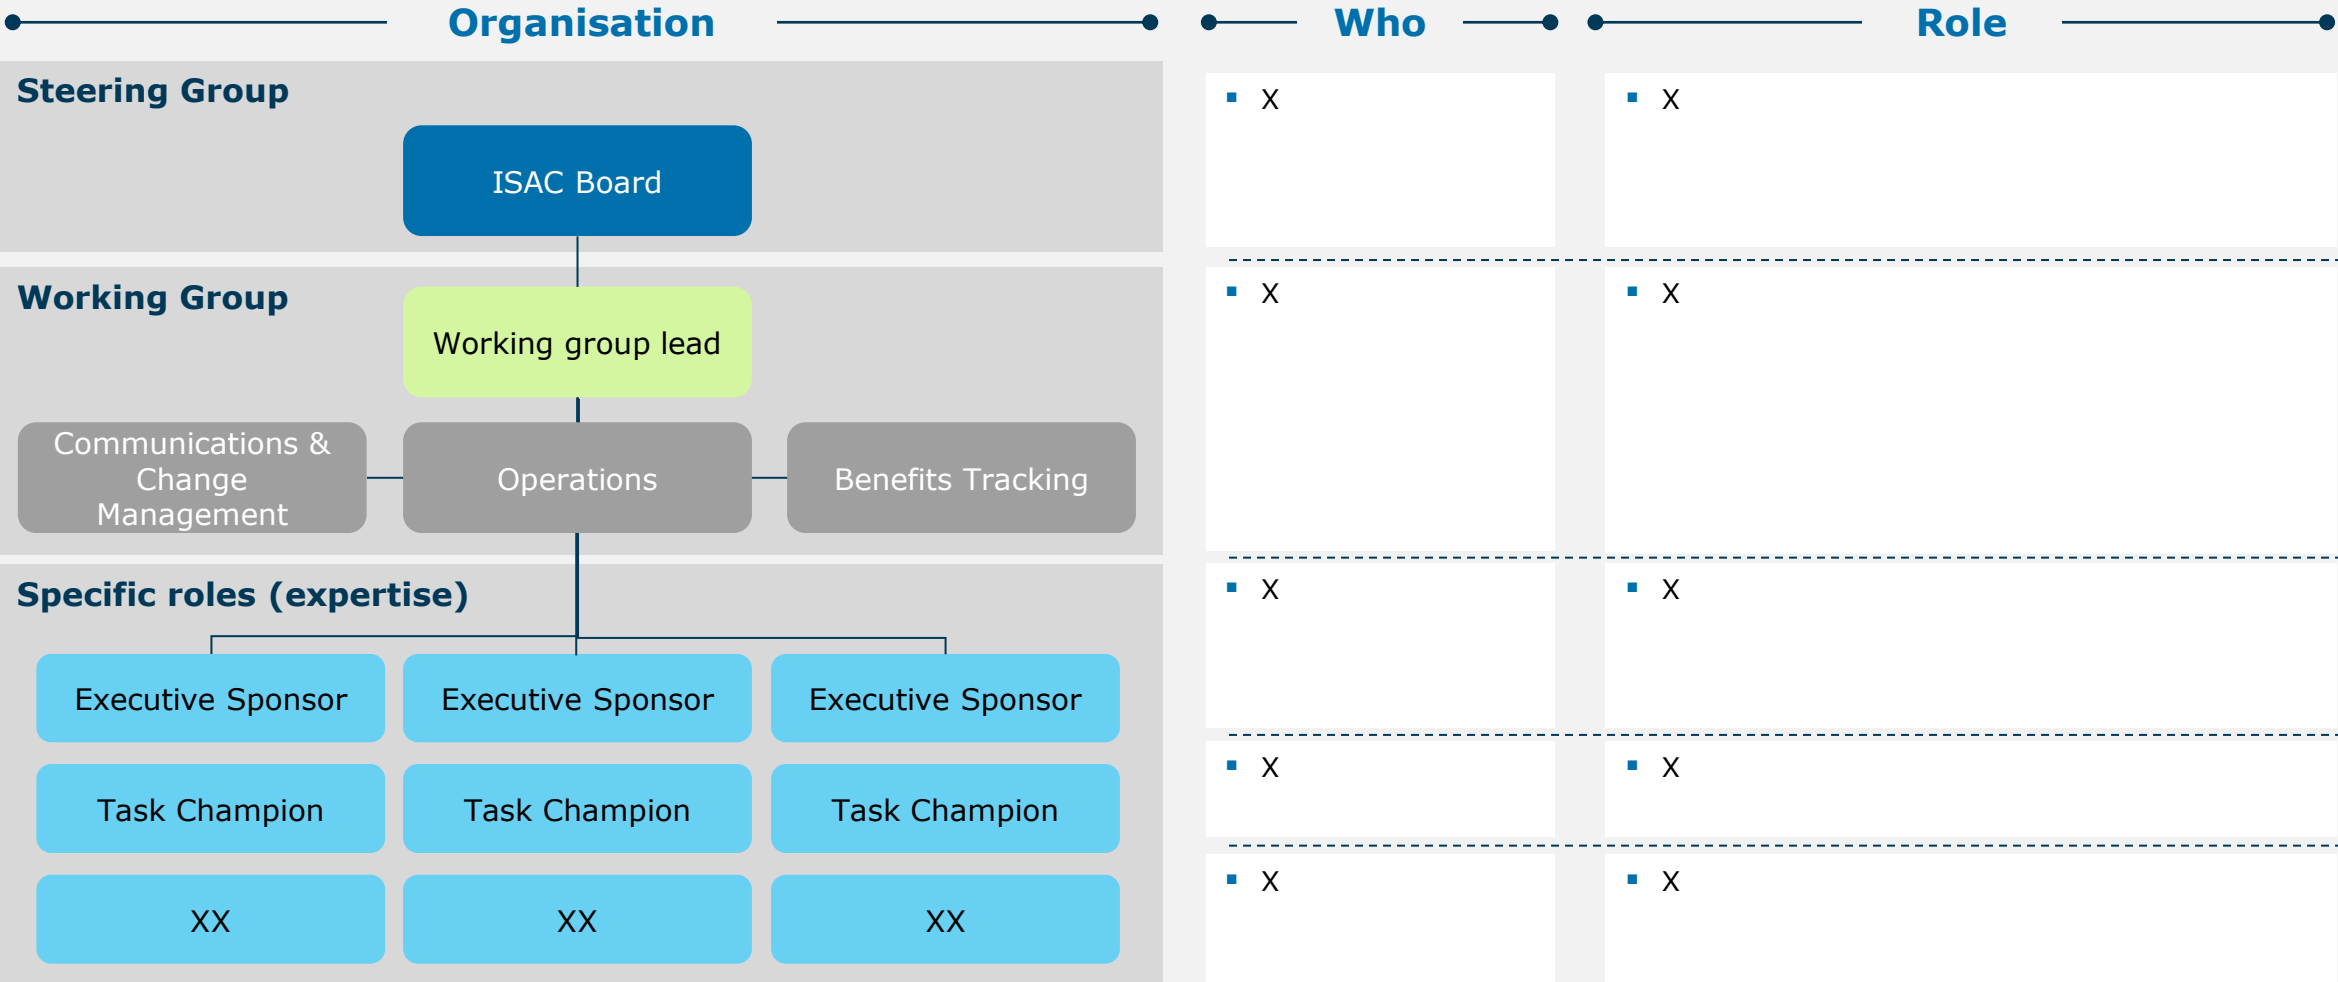 Organisation
Who
Role
Steering Group
ISAC Board
X
X
Working Group
Working group lead
Communications &
Change
Management
Operations
Benefits Tracking
X
X
Specific roles (expertise)
Executive Sponsor
Executive Sponsor
Executive Sponsor
X
X
Task Champion
Task Champion
Task Champion
X
X
XX
XX
XX
X
X